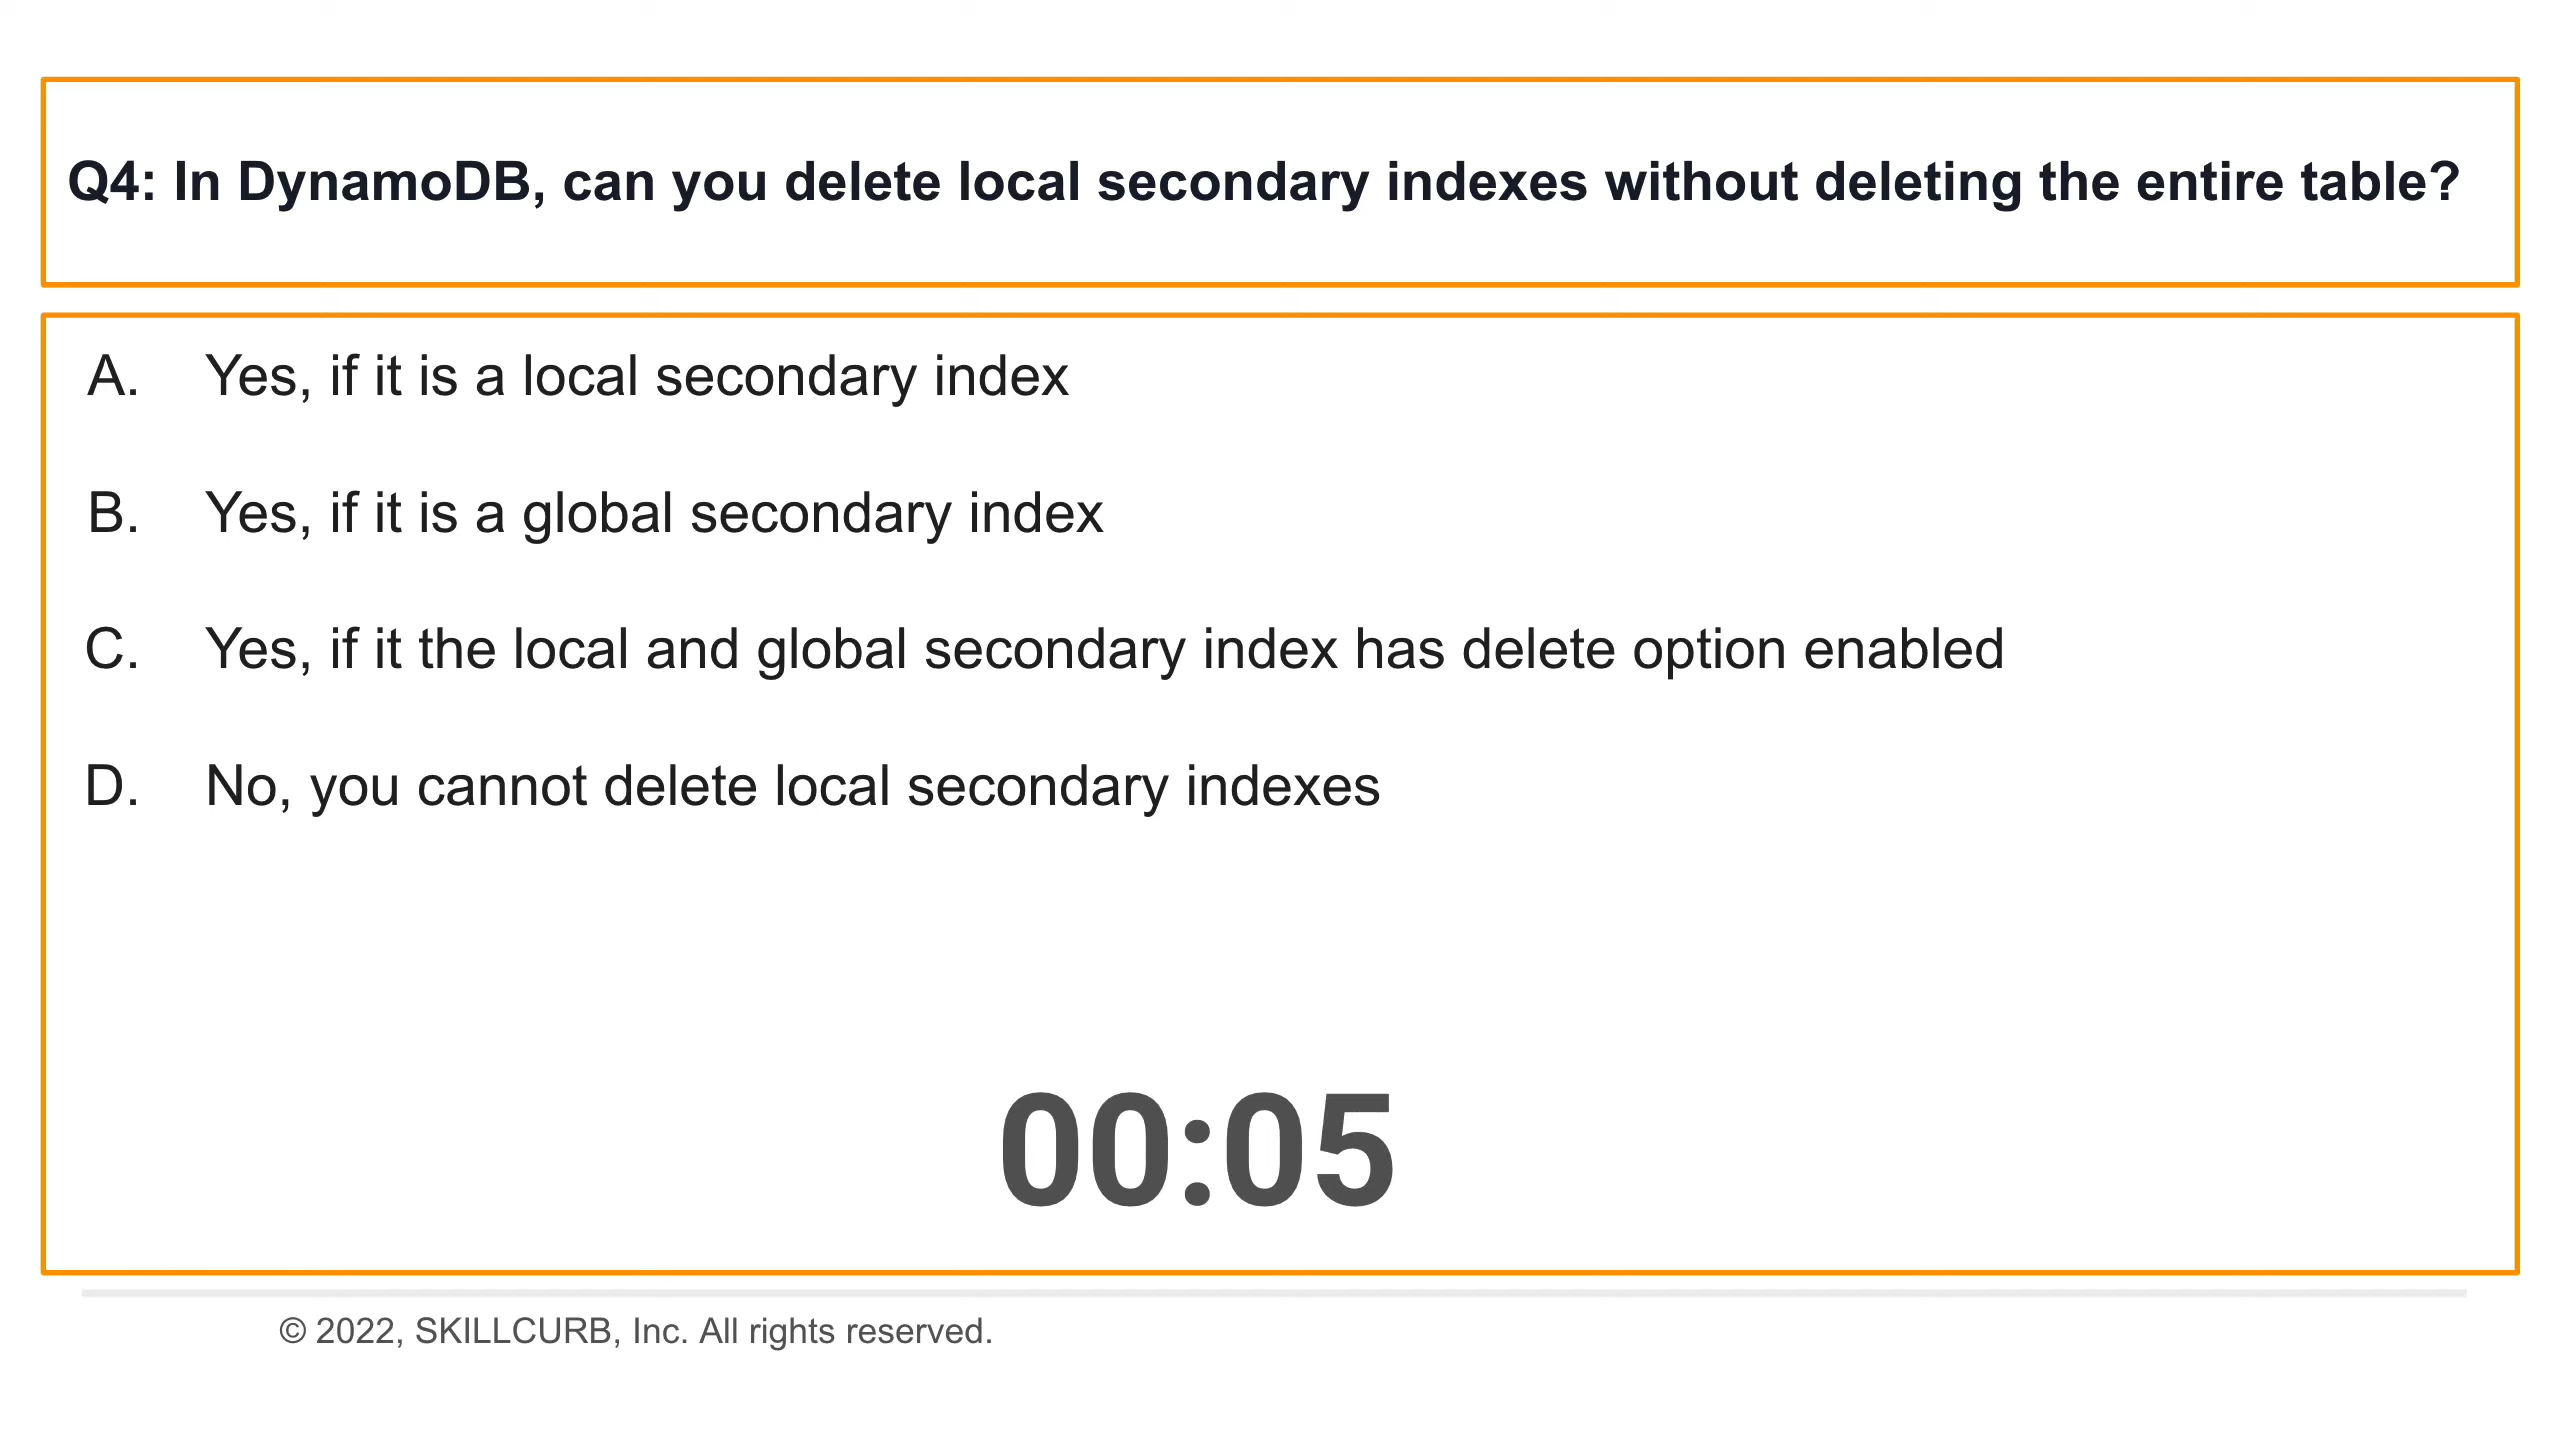 Q4: In DynamoDB, can you delete local secondary indexes without deleting the entire table?
A. Yes, if it is a local secondary index
B. Yes, if it is a global secondary index
C. Yes, if it the local and global secondary index has delete option enabled
D. No, you cannot delete local secondary indexes
00:05
© 2022, SKILLCURB, Inc. All rights reserved.